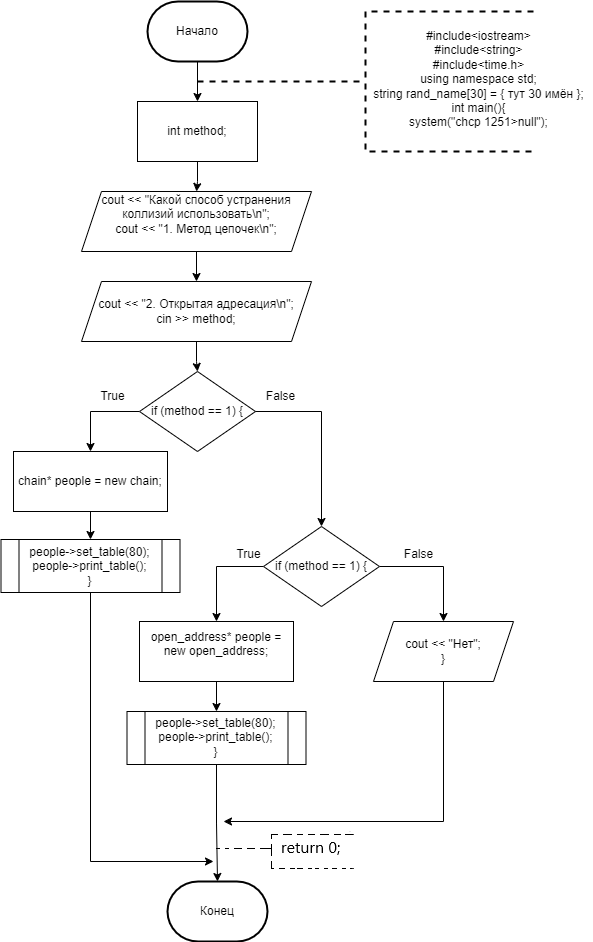 Начало
#include<iostream>
#include<string>
#include<time.h>
using namespace std;
string rand_name[30] = { тут 30 имён };
int main(){
system("chcp 1251>null");
int method;
cout << "Какой способ устранения
коллизий использовать\n";
cout << "1. Метод цепочек\n";
cout << "2. Открытая адресация\n";
cin >> method;
if (method == 1) {
True
False
chain* people = new chain;
people->set_table(80);
people->print_table();
}
if (method == 1) {
True
False
open_address* people =
new open_address;
cout << "Нет";
}
people->set_table(80);
people->print_table();
}
return 0;
Конец